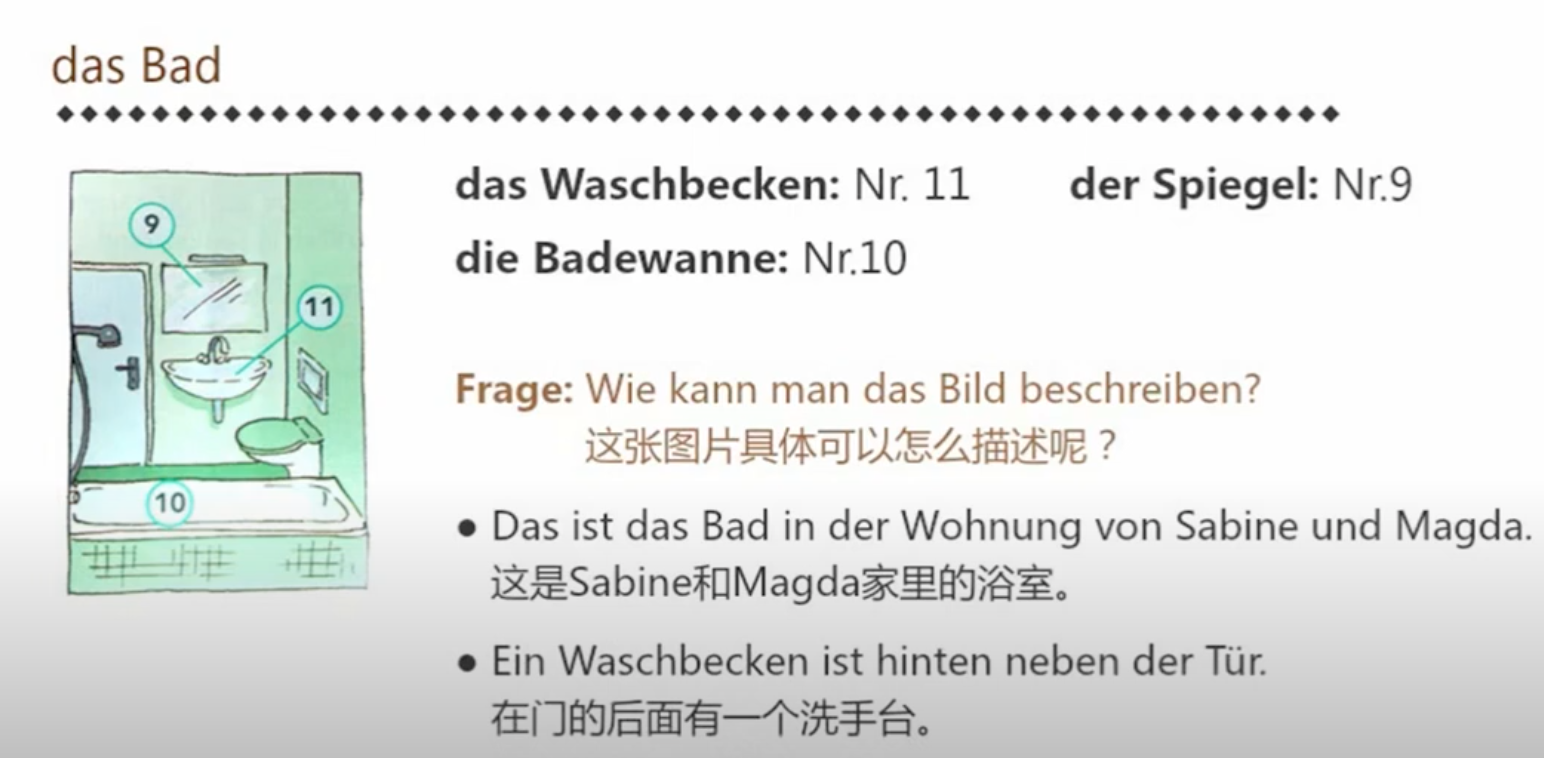 das Bad
das Waschbecken: Nr. 11 der Spiegel: Nr.9
die Badewanne: Nr.10
9
11
10
Frage: Wie kann man das Bild beschreiben?
这张图片具体可以怎么描述呢？
● Das ist das Bad in der Wohnung von Sabine und Magda.
这是Sabine和Magda家里的浴室。
● Ein Waschbecken ist hinten neben der Tür.
在门的后面有一个洗手台。